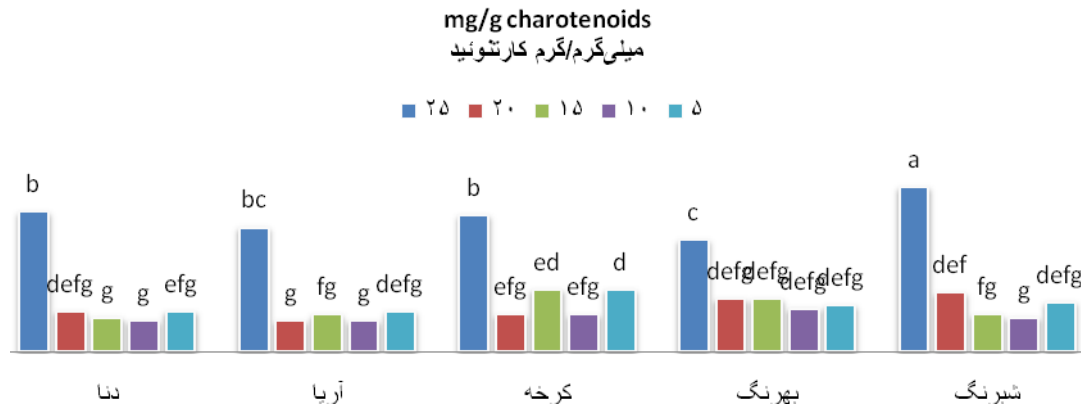 mg/g charotenoids
میلی‌گرم/گرم کارتنوئید
۲۵ ۲۰ ۱۵ ۱۰ ۵
b defg g g efg
bc g fg g defg
b efg ed efg d
c defg defg defg defg
a def fg g defg
دنا
آریا
کرخه
بهرنگ
شبرنگ